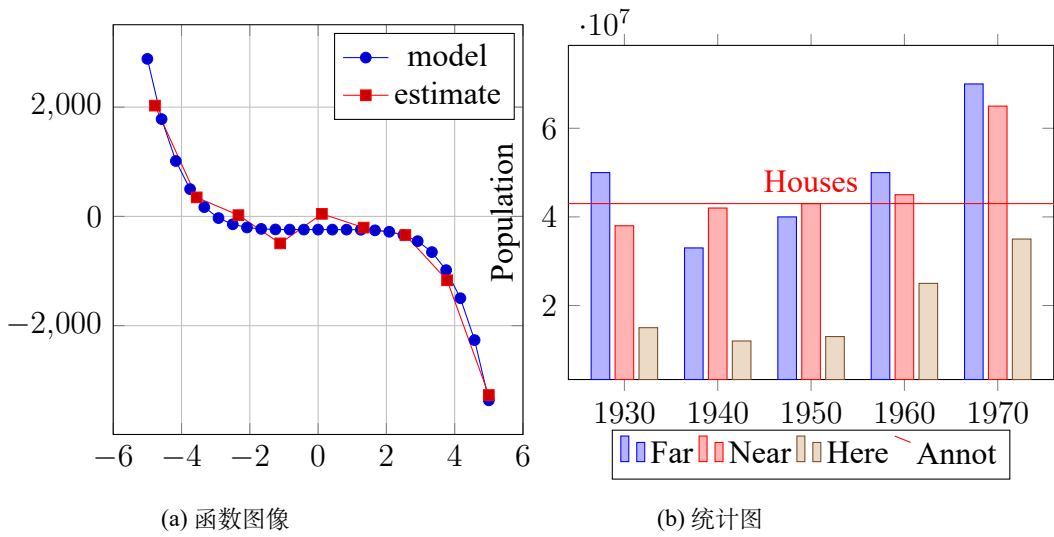 model
estimate
2,000
0
−2,000
−6
−4
−2
0
2
4
6
(a) 函数图像
·10⁷
Population
6
4
2
Houses
1930
1940
1950
1960
1970
Far
Near
Here
Annot
(b) 统计图